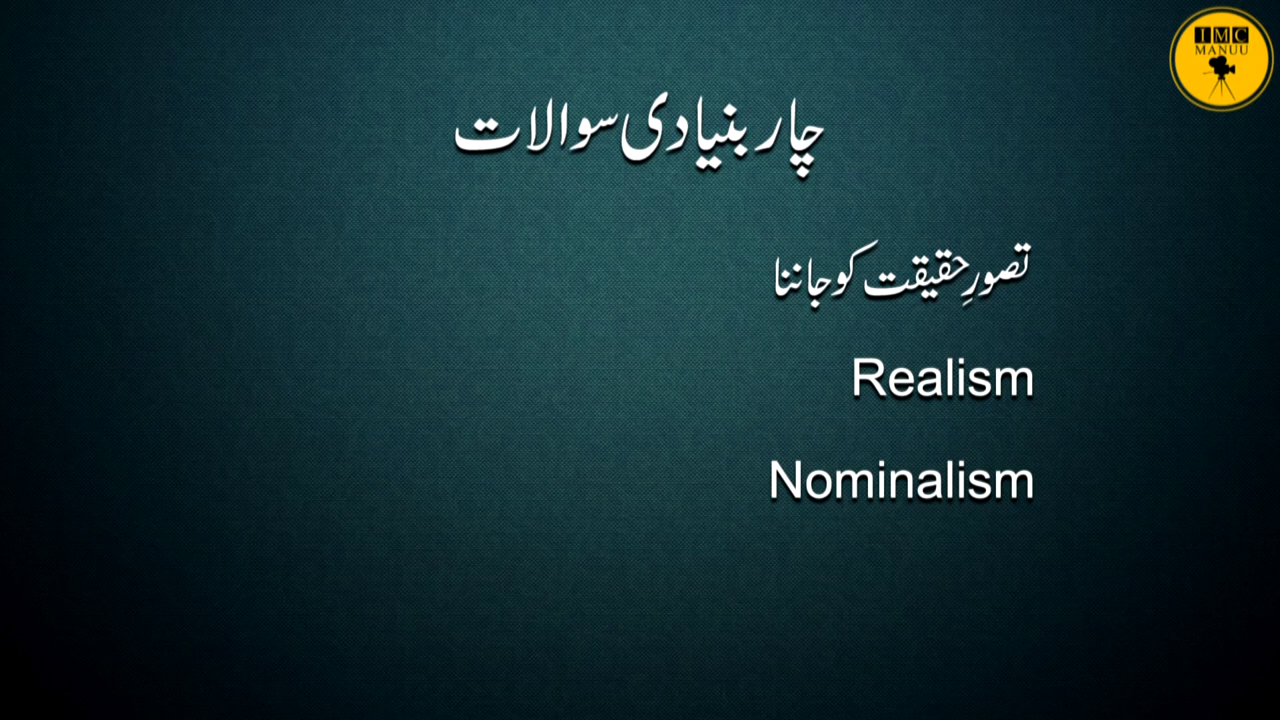 IMC
MANUU
چار بنیادی سوالات
تصورِ حقیقت کو جاننا
Realism
Nominalism